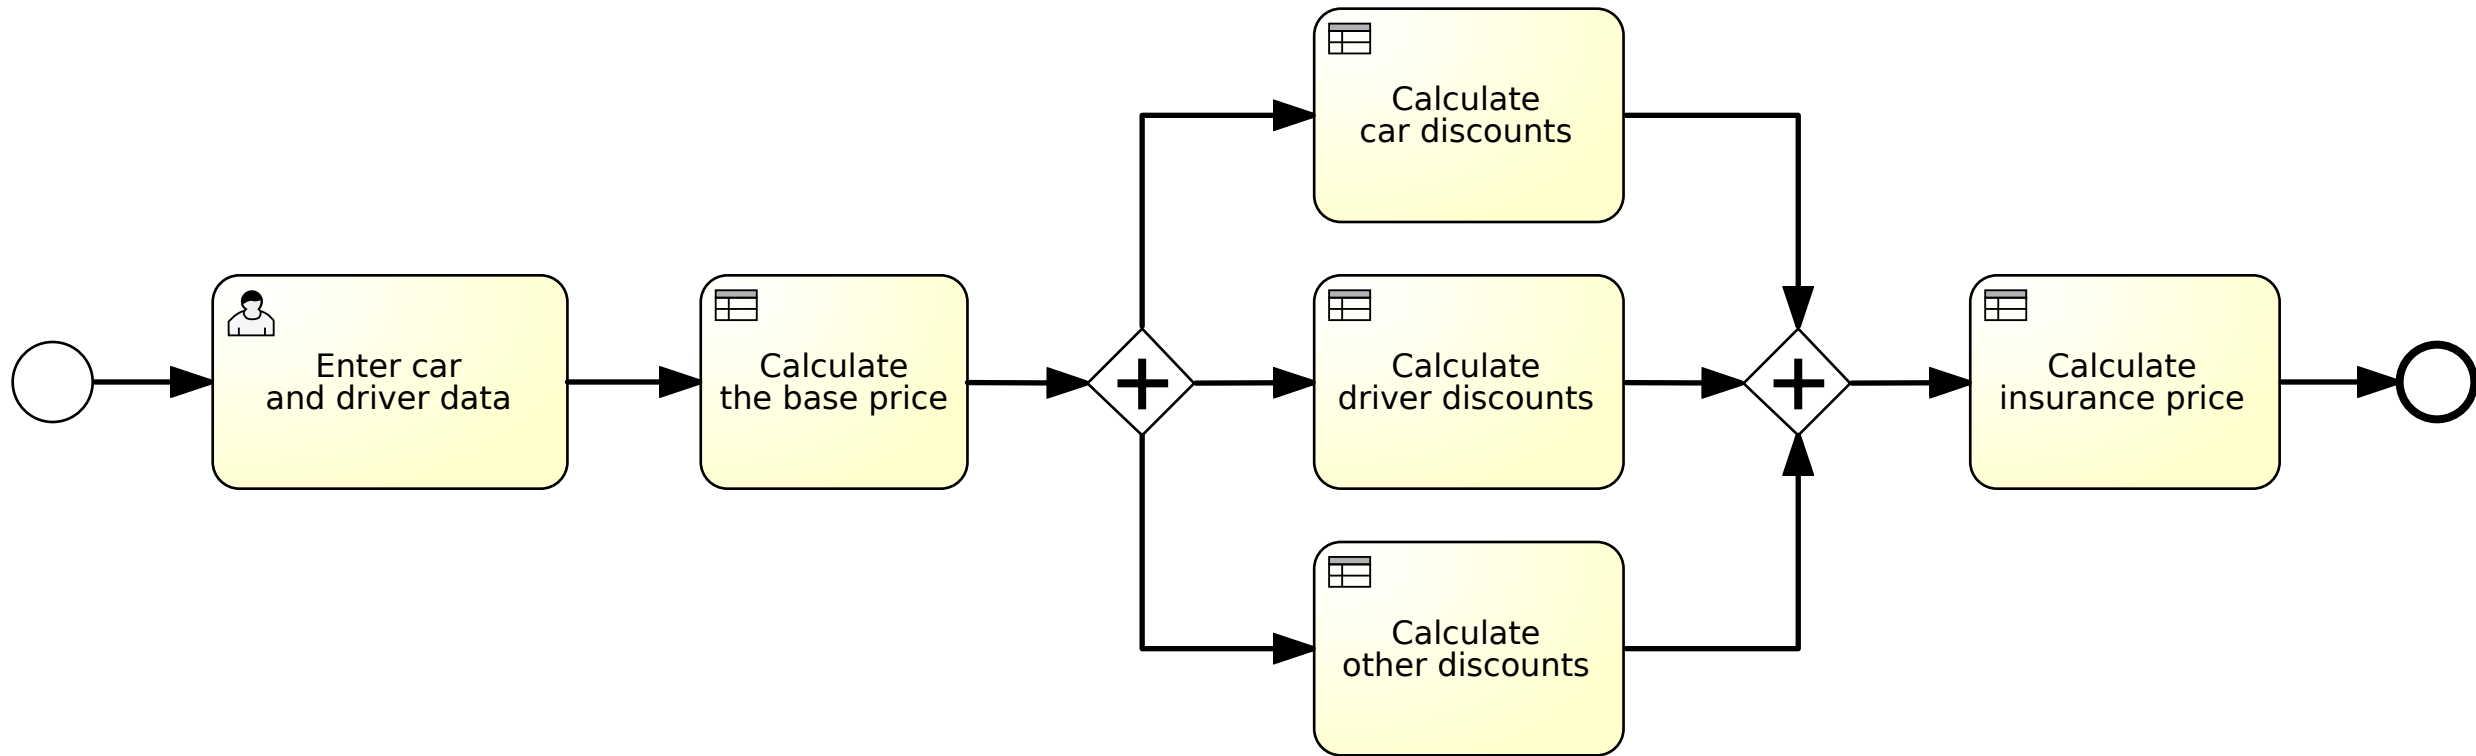 Enter car
and driver data
Calculate
the base price
Calculate
car discounts
Calculate
driver discounts
Calculate
other discounts
Calculate
insurance price